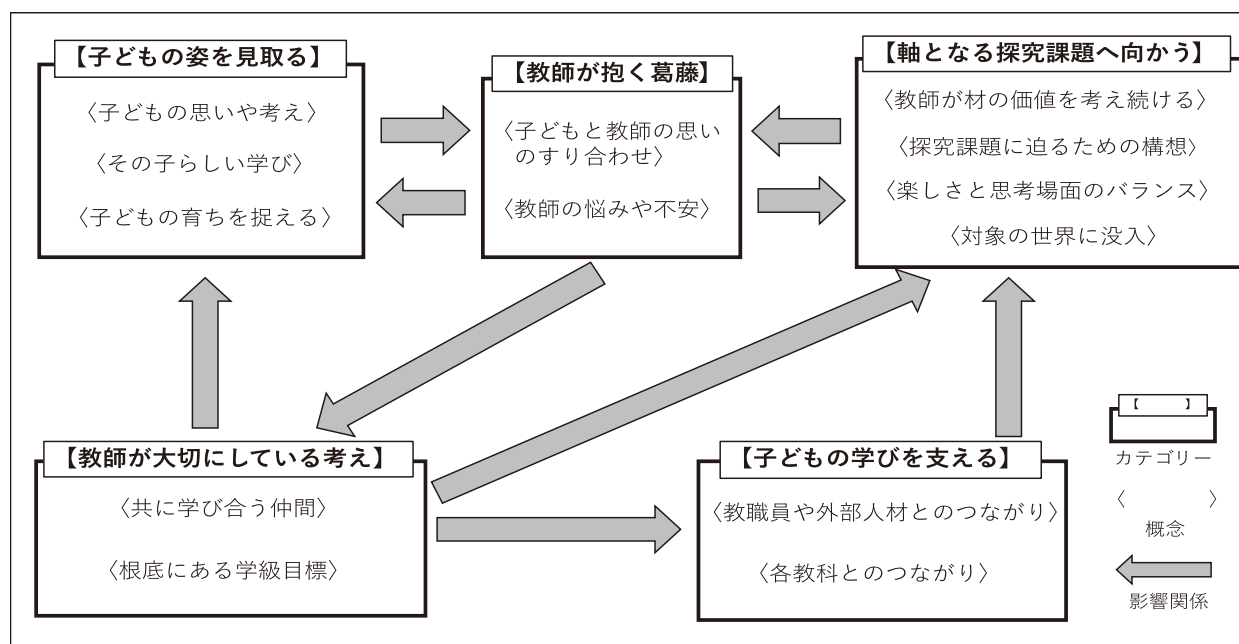 【子どもの姿を見取る】
〈子どもの思いや考え〉
〈その子らしい学び〉
〈子どもの育ちを捉える〉
【教師が抱く葛藤】
〈子どもと教師の思い
のすり合わせ〉
〈教師の悩みや不安〉
【軸となる探究課題へ向かう】
〈教師が材の価値を考え続ける〉
〈探究課題に迫るための構想〉
〈楽しさと思考場面のバランス〉
〈対象の世界に没入〉
【教師が大切にしている考え】
〈共に学び合う仲間〉
〈根底にある学級目標〉
【子どもの学びを支える】
〈教職員や外部人材とのつながり〉
〈各教科とのつながり〉
【　　　】
カテゴリー
〈　　　〉
概念
影響関係